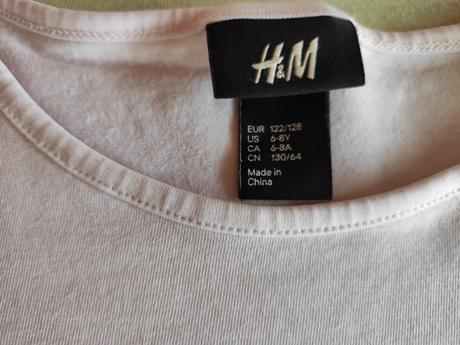 H&M
EUR 122/128
US 6-8Y
CA 6-8A
CN 130/64
Made in
China